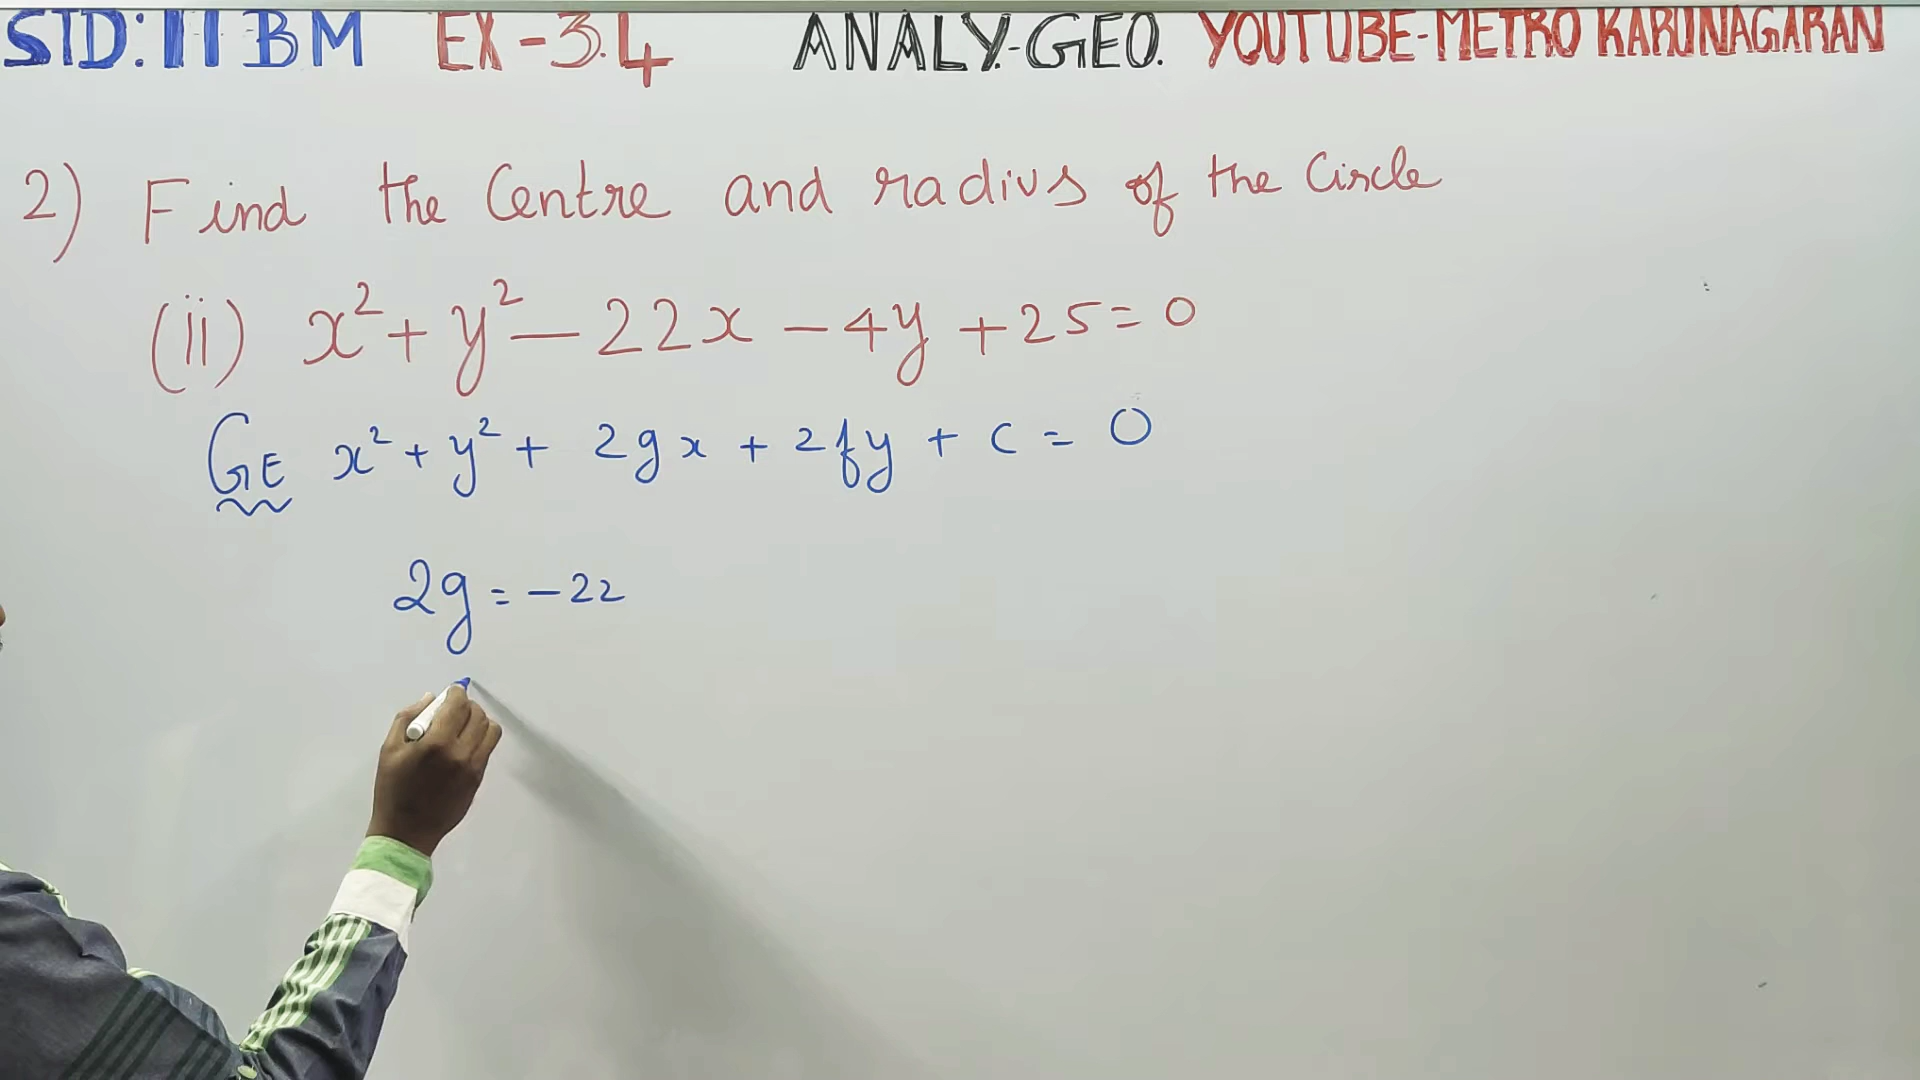 STD: 11 BM EX-3.4 ANALY.GEO. YOUTUBE-METRO KARUNAGARAN
2) Find the Centre and radius of the Circle
(ii) x² + y² − 22x − 4y + 25 = 0
GE x² + y² + 2gx + 2fy + c = 0
2g = −22